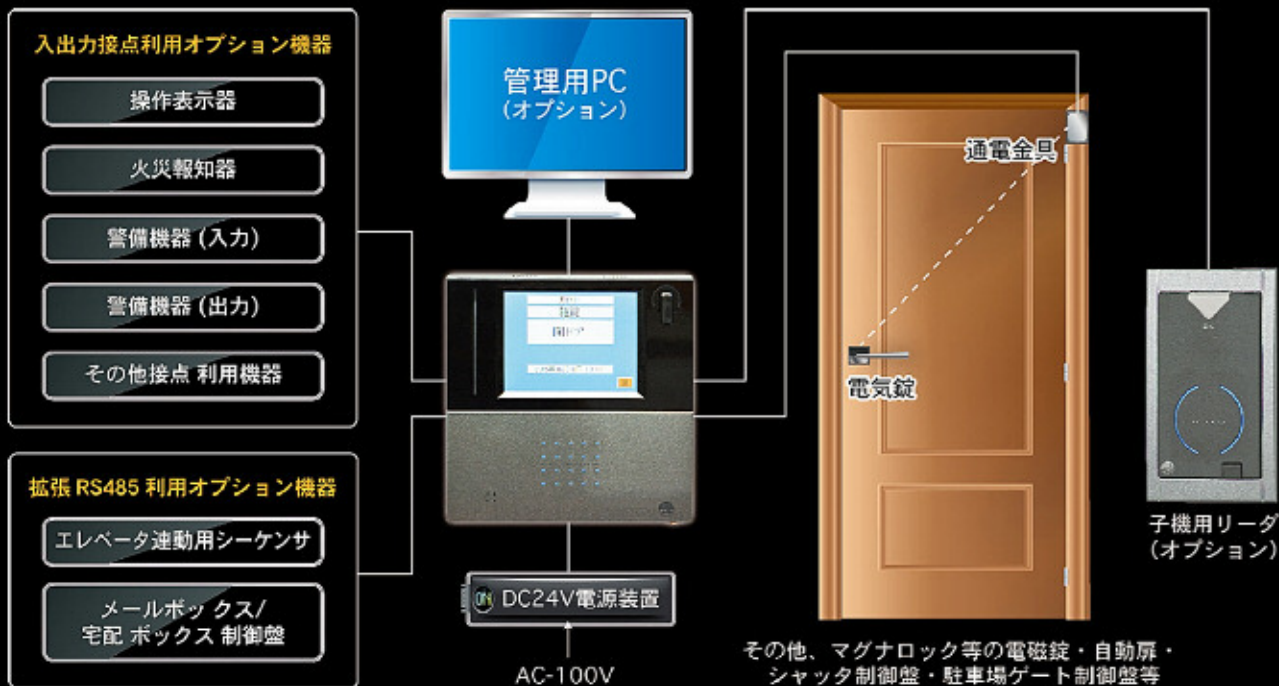 入出力接点利用オプション機器
操作表示器
火災報知器
警備機器 (入力)
警備機器 (出力)
その他接点 利用機器
拡張 RS485 利用オプション機器
エレベータ連動用シーケンサ
メールボックス/
宅配 ボックス 制御盤
管理用PC
(オプション)
DC24V電源装置
AC-100V
通電金具
電気錠
子機用リーダ
(オプション)
その他、マグナロック等の電磁錠・自動扉・
シャッタ制御盤・駐車場ゲート制御盤等